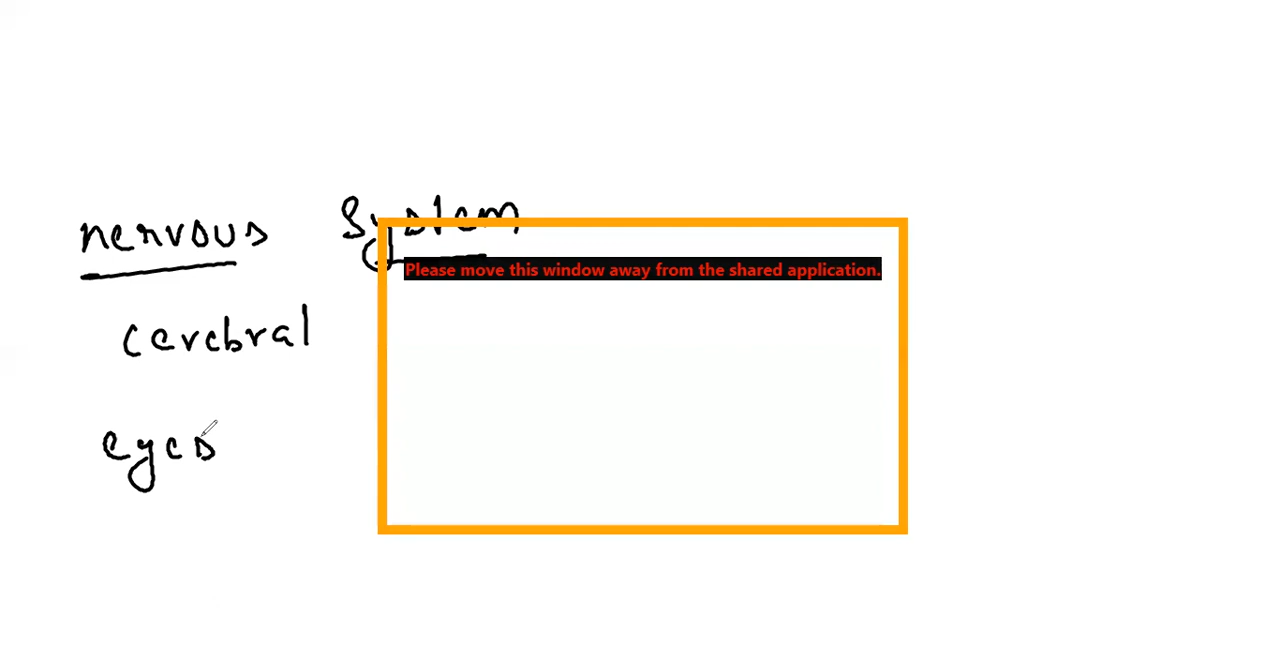 nervous system
Please move this window away from the shared application.
cerebral
eyes